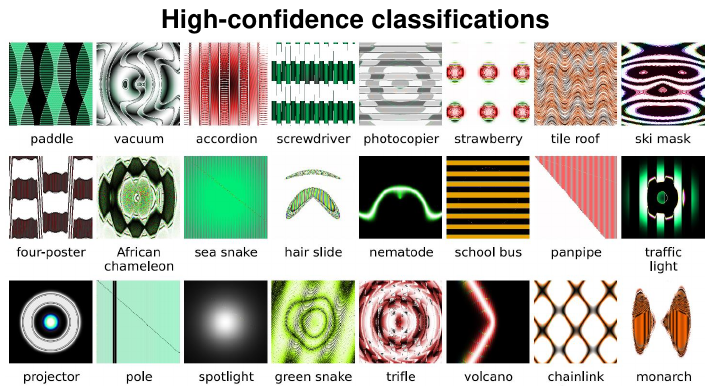 High-confidence classifications
paddle
vacuum
accordion
screwdriver
photocopier
strawberry
tile roof
ski mask
four-poster
African
chameleon
sea snake
hair slide
nematode
school bus
panpipe
traffic
light
projector
pole
spotlight
green snake
trifle
volcano
chainlink
monarch